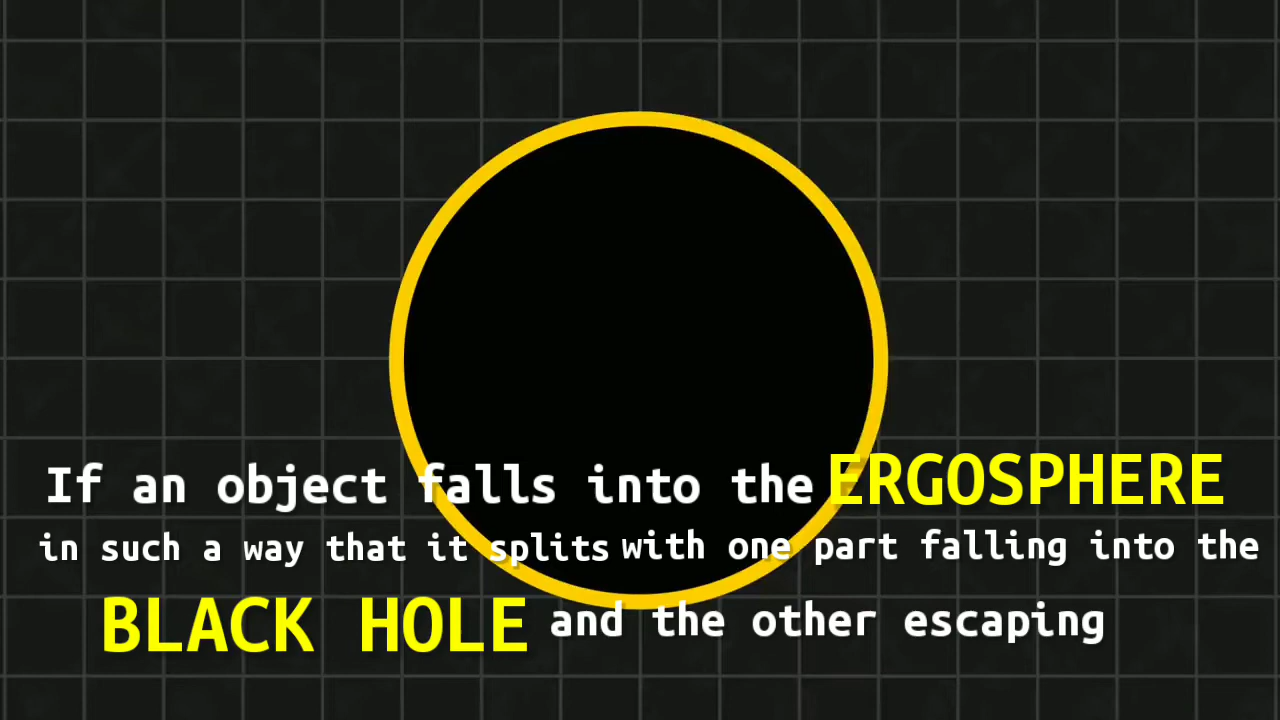 If an object falls into the ERGOSPHERE
in such a way that it splits with one part falling into the
BLACK HOLE and the other escaping